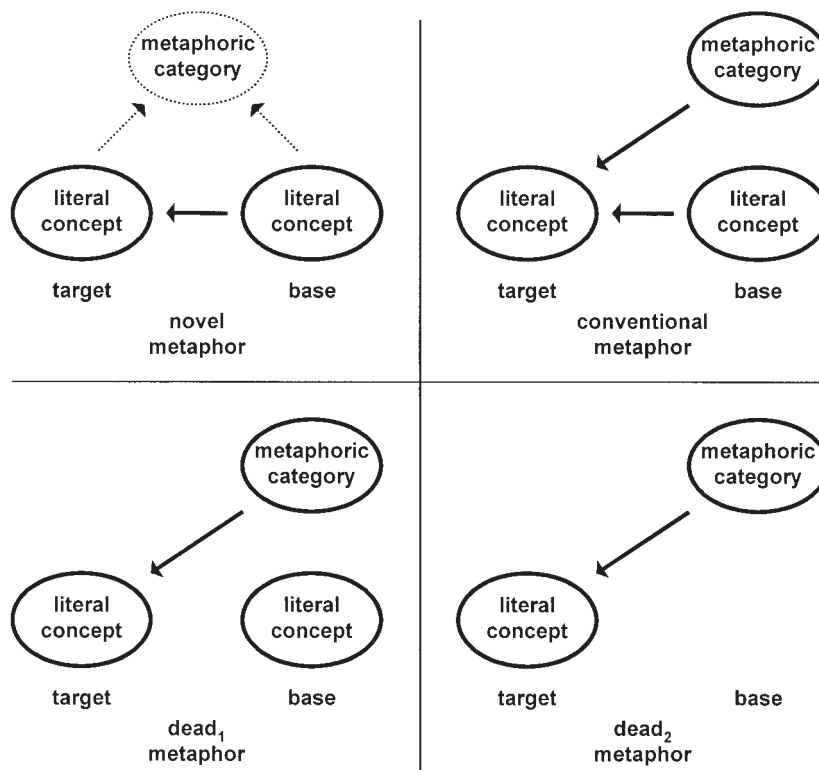 metaphoric
category
literal
concept
literal
concept
target
base
novel
metaphor
metaphoric
category
literal
concept
literal
concept
target
base
conventional
metaphor
metaphoric
category
literal
concept
literal
concept
target
base
dead₁
metaphor
metaphoric
category
literal
concept
target
base
dead₂
metaphor